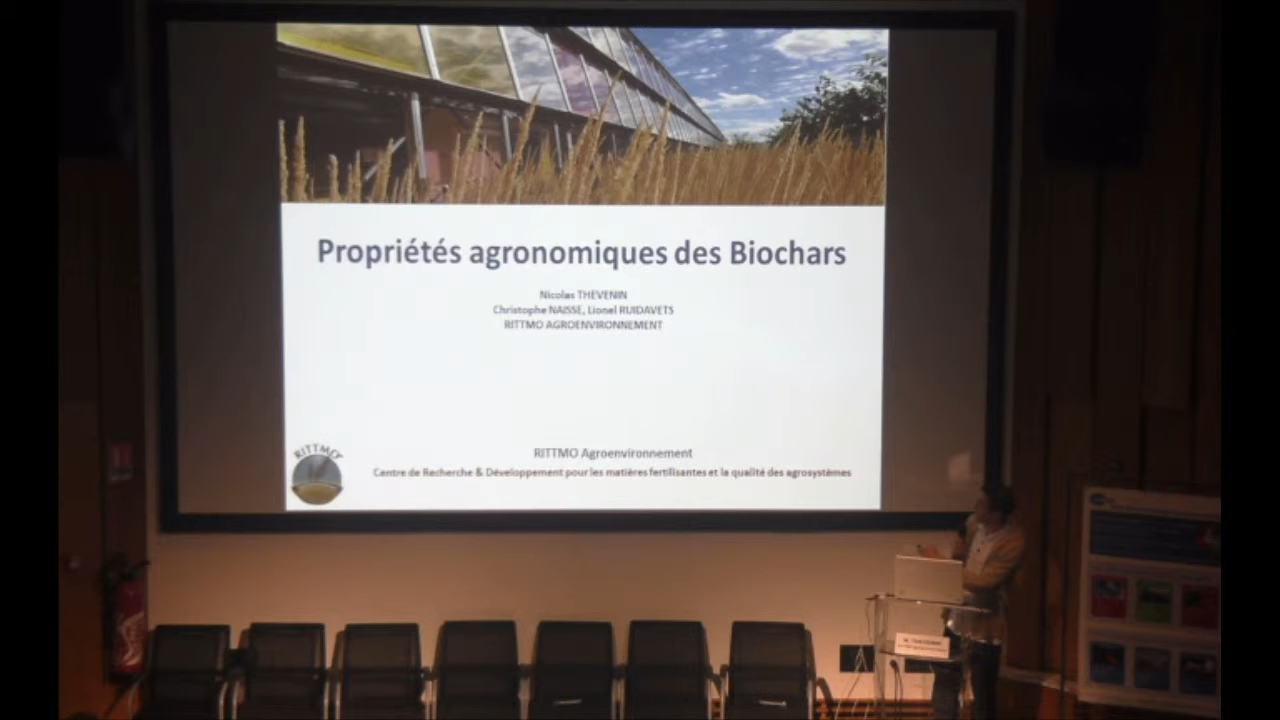 Propriétés agronomiques des Biochars
Nicolas THEVENIN
Christophe NAISSE, Lionel RUIDAVETS
RITTMO AGROENVIRONNEMENT
RITTMO
RITTMO Agroenvironnement
Centre de Recherche & Développement pour les matières fertilisantes et la qualité des agrosystèmes